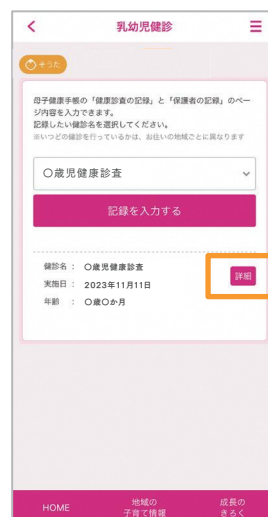 乳幼児健診
そうた
母子健康手帳の「健康診査の記録」と「保護者の記録」のペー
ジ内容を入力できます。
記録したい健診名を選択してください。
※いつどの健診を行っているかは、お住いの地域ごとに異なります
〇歳児健康診査
記録を入力する
健診名 : 〇歳児健康診査
詳細
実施日 : 2023年11月11日
年齢 : 〇歳〇か月
HOME
地域の
子育て情報
成長の
きろく